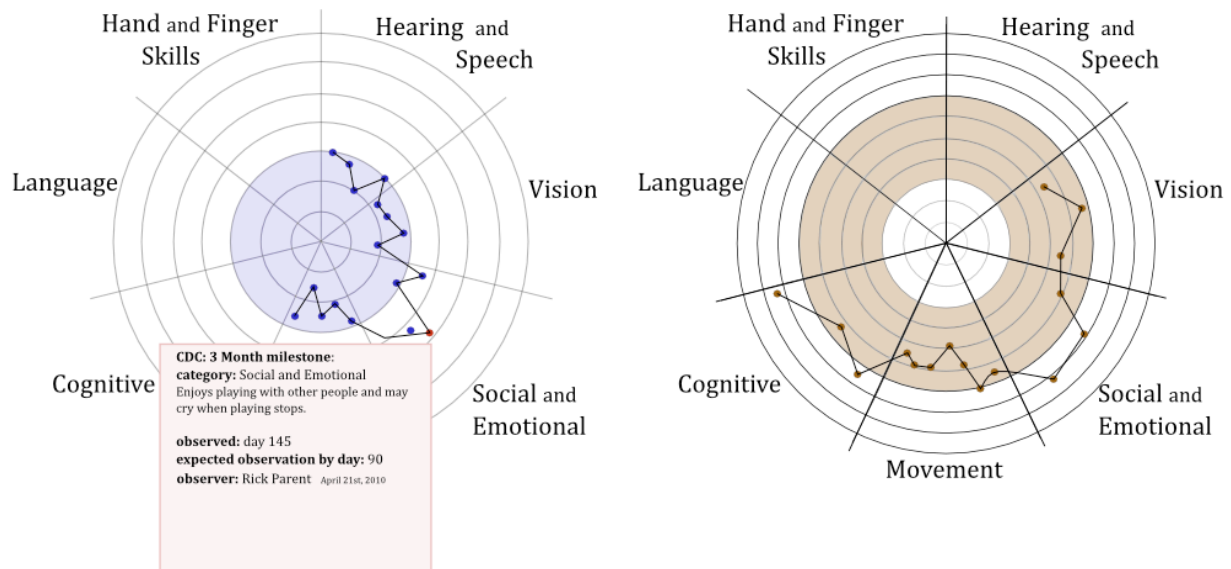 Hand and Finger
Skills
Hearing and
Speech
Language
Vision
Cognitive
Social and
Emotional
CDC: 3 Month milestone:
category: Social and Emotional
Enjoys playing with other people and may
cry when playing stops.
observed: day 145
expected observation by day: 90
observer: Rick Parent April 21st, 2010
Hand and Finger
Skills
Hearing and
Speech
Language
Vision
Cognitive
Social and
Emotional
Movement